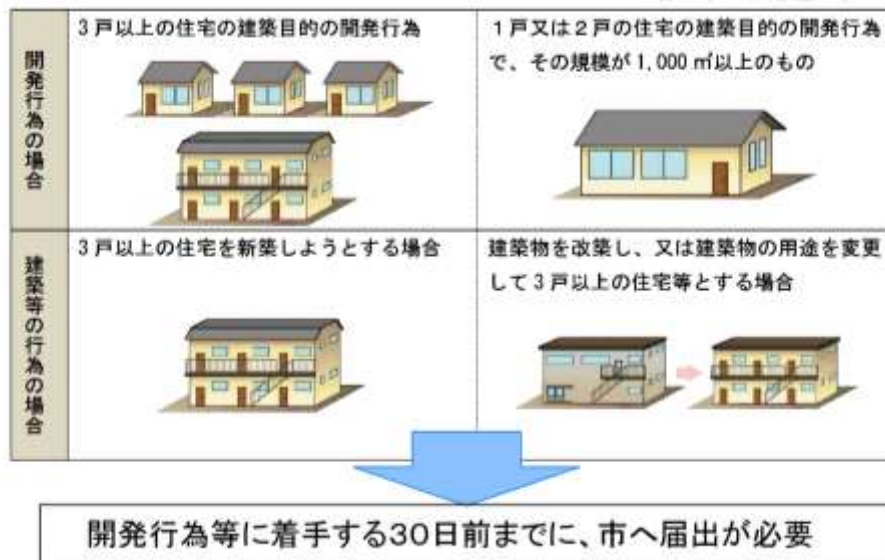 開発行為の場合
3戸以上の住宅の建築目的の開発行為
1戸又は2戸の住宅の建築目的の開発行為
で、その規模が1,000㎡以上のもの
建築等の行為の場合
3戸以上の住宅を新築しようとする場合
建築物を改築し、又は建築物の用途を変更
して3戸以上の住宅等とする場合
開発行為等に着手する30日前までに、市へ届出が必要